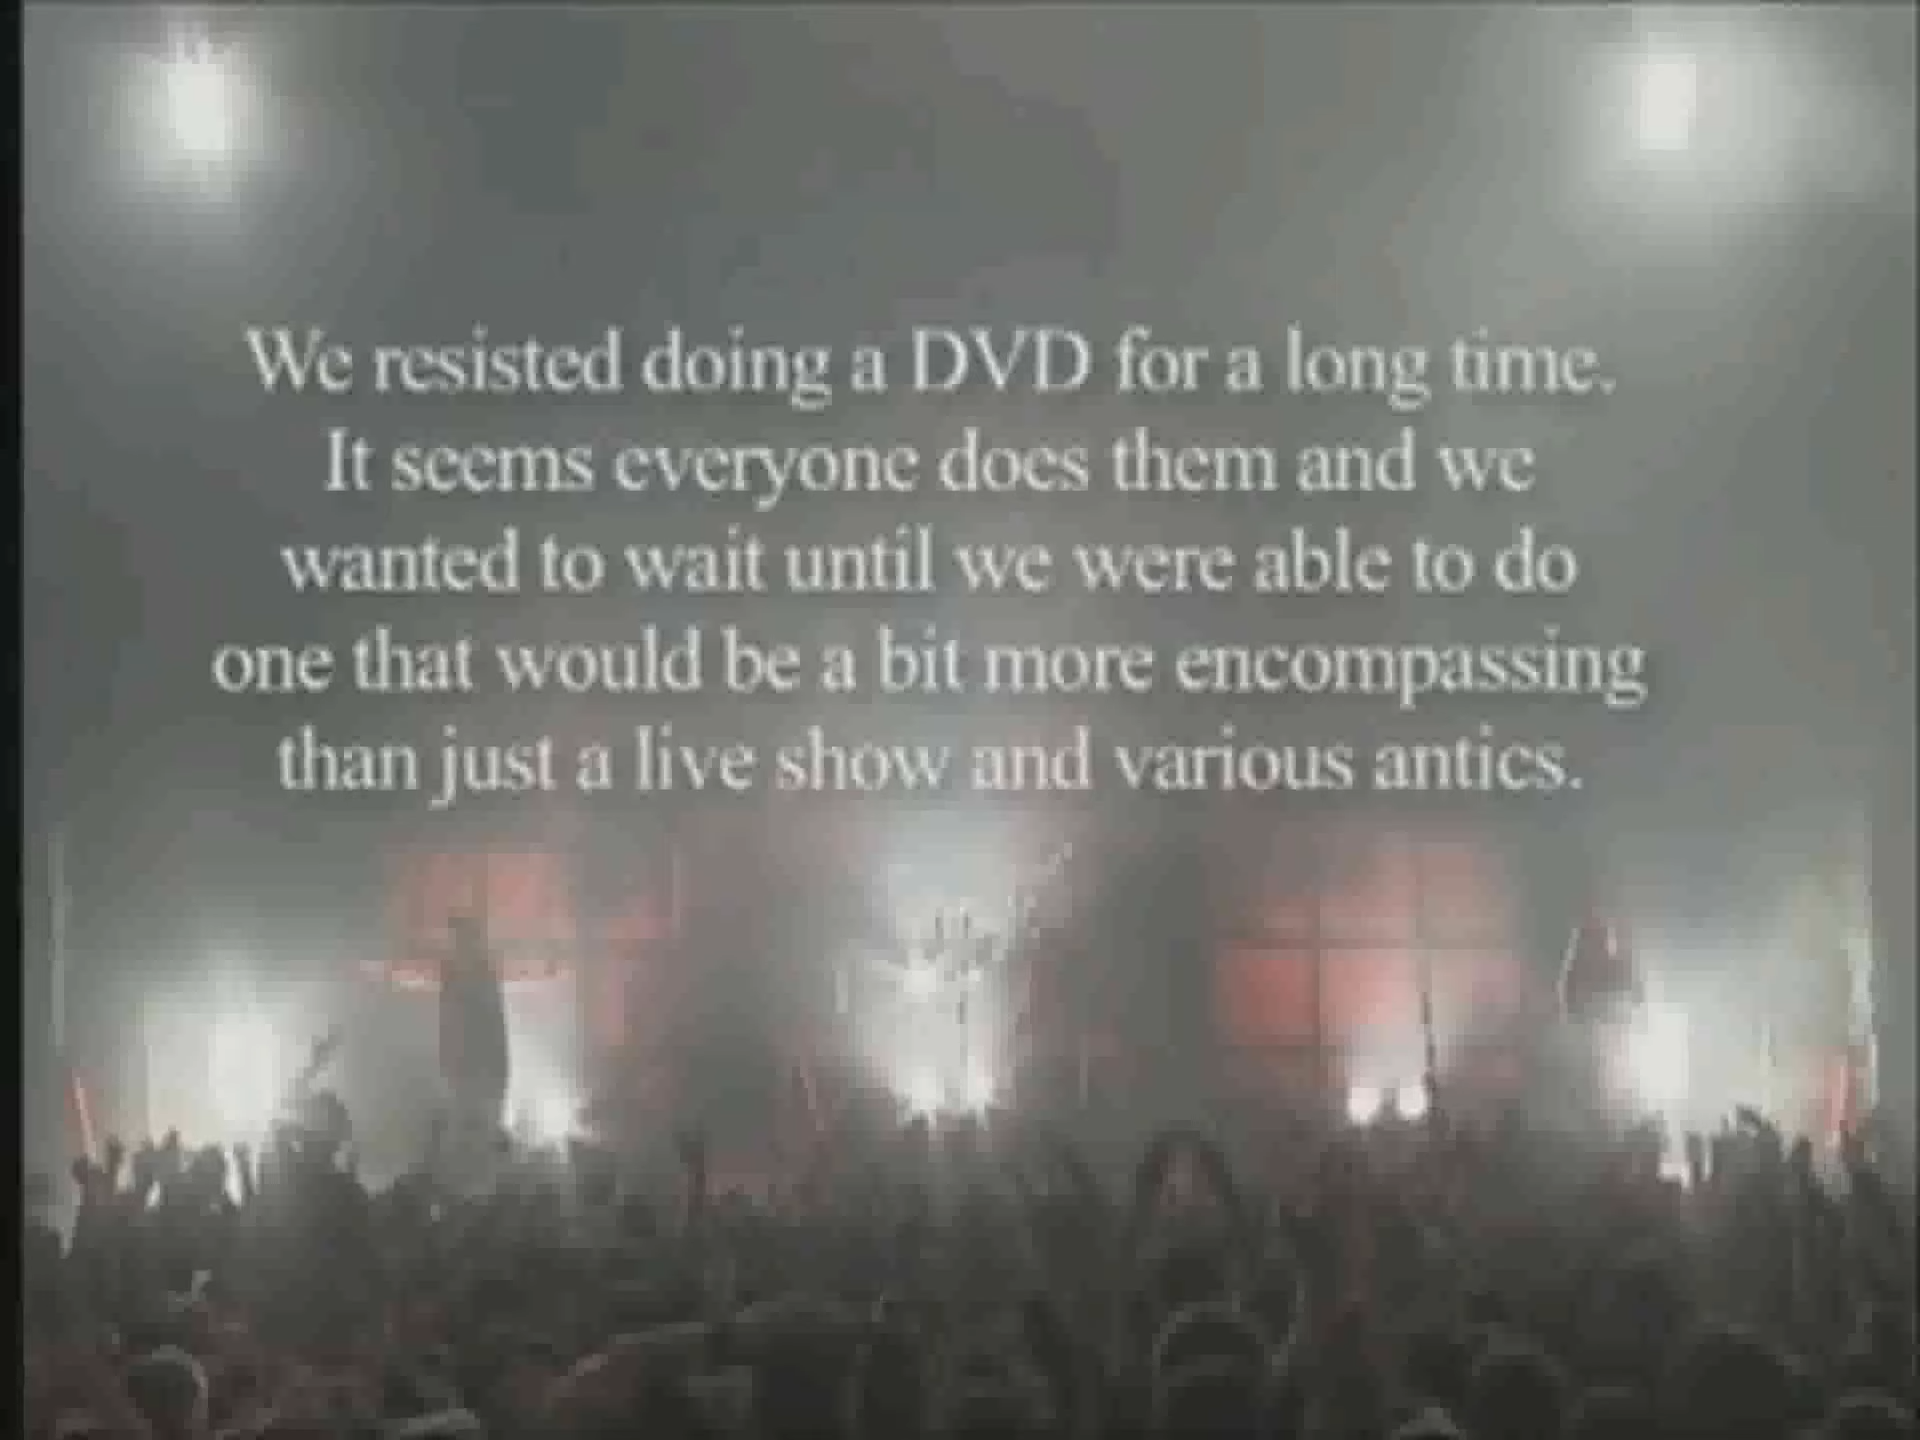 We resisted doing a DVD for a long time.
It seems everyone does them and we
wanted to wait until we were able to do
one that would be a bit more encompassing
than just a live show and various antics.